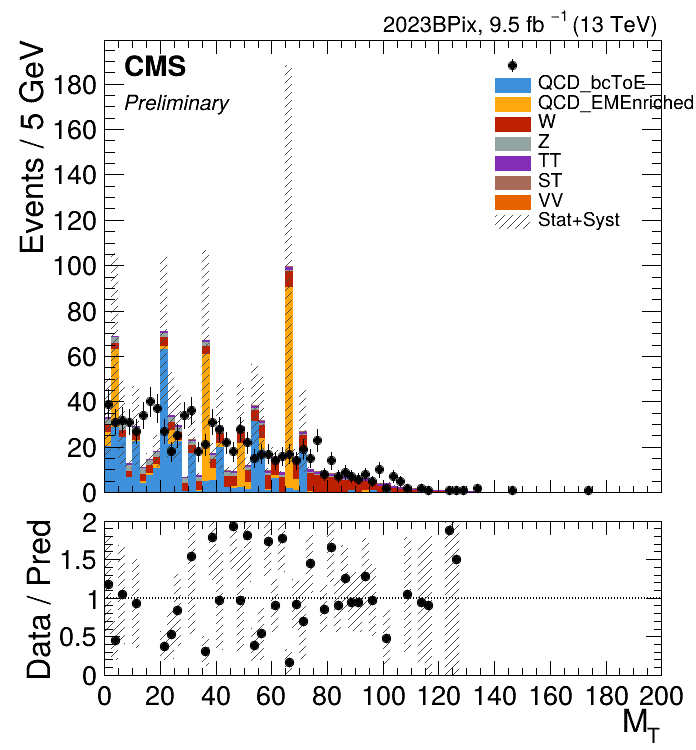 2023BPix, 9.5 fb⁻¹ (13 TeV)
CMS
Preliminary
QCD_bcToE
QCD_EMEnriched
W
Z
TT
ST
VV
Stat+Syst
Events / 5 GeV
180
160
140
120
100
80
60
40
20
0
Data / Pred
2
1.5
1
0.5
0
0 20 40 60 80 100 120 140 160 180 200
M_T